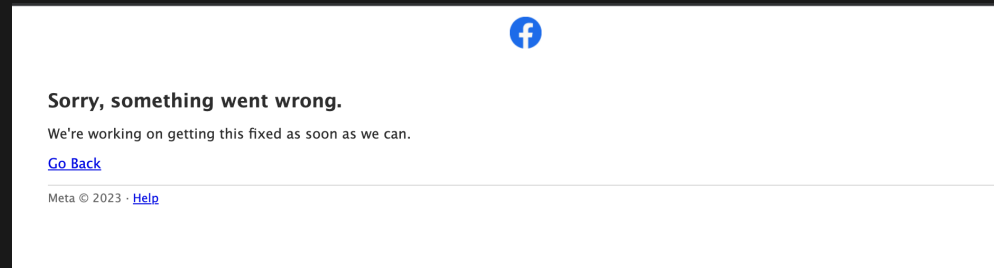 Sorry, something went wrong.
We're working on getting this fixed as soon as we can.
Go Back
Meta © 2023 · Help